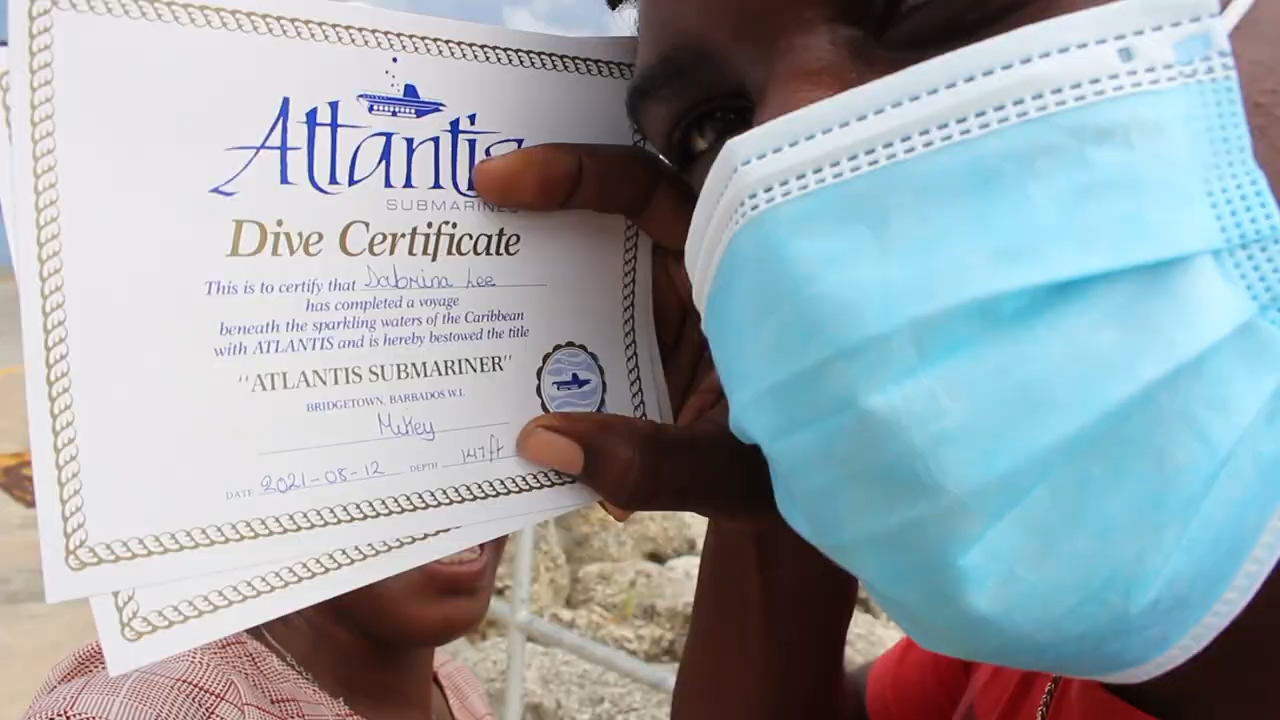 Atlantis
SUBMARINES
Dive Certificate
This is to certify that Dabrina Lee
has completed a voyage
beneath the sparkling waters of the Caribbean
with ATLANTIS and is hereby bestowed the title
"ATLANTIS SUBMARINER"
BRIDGETOWN, BARBADOS W.I.
Mikey
DATE 2021-08-12 DEPTH 147ft